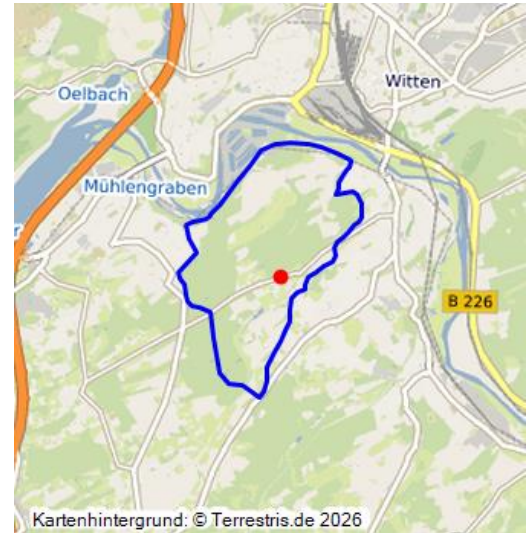 Oelbach
Witten
Mühlengraben
r
B 226
Kartenhintergrund: © Terrestris.de 2026